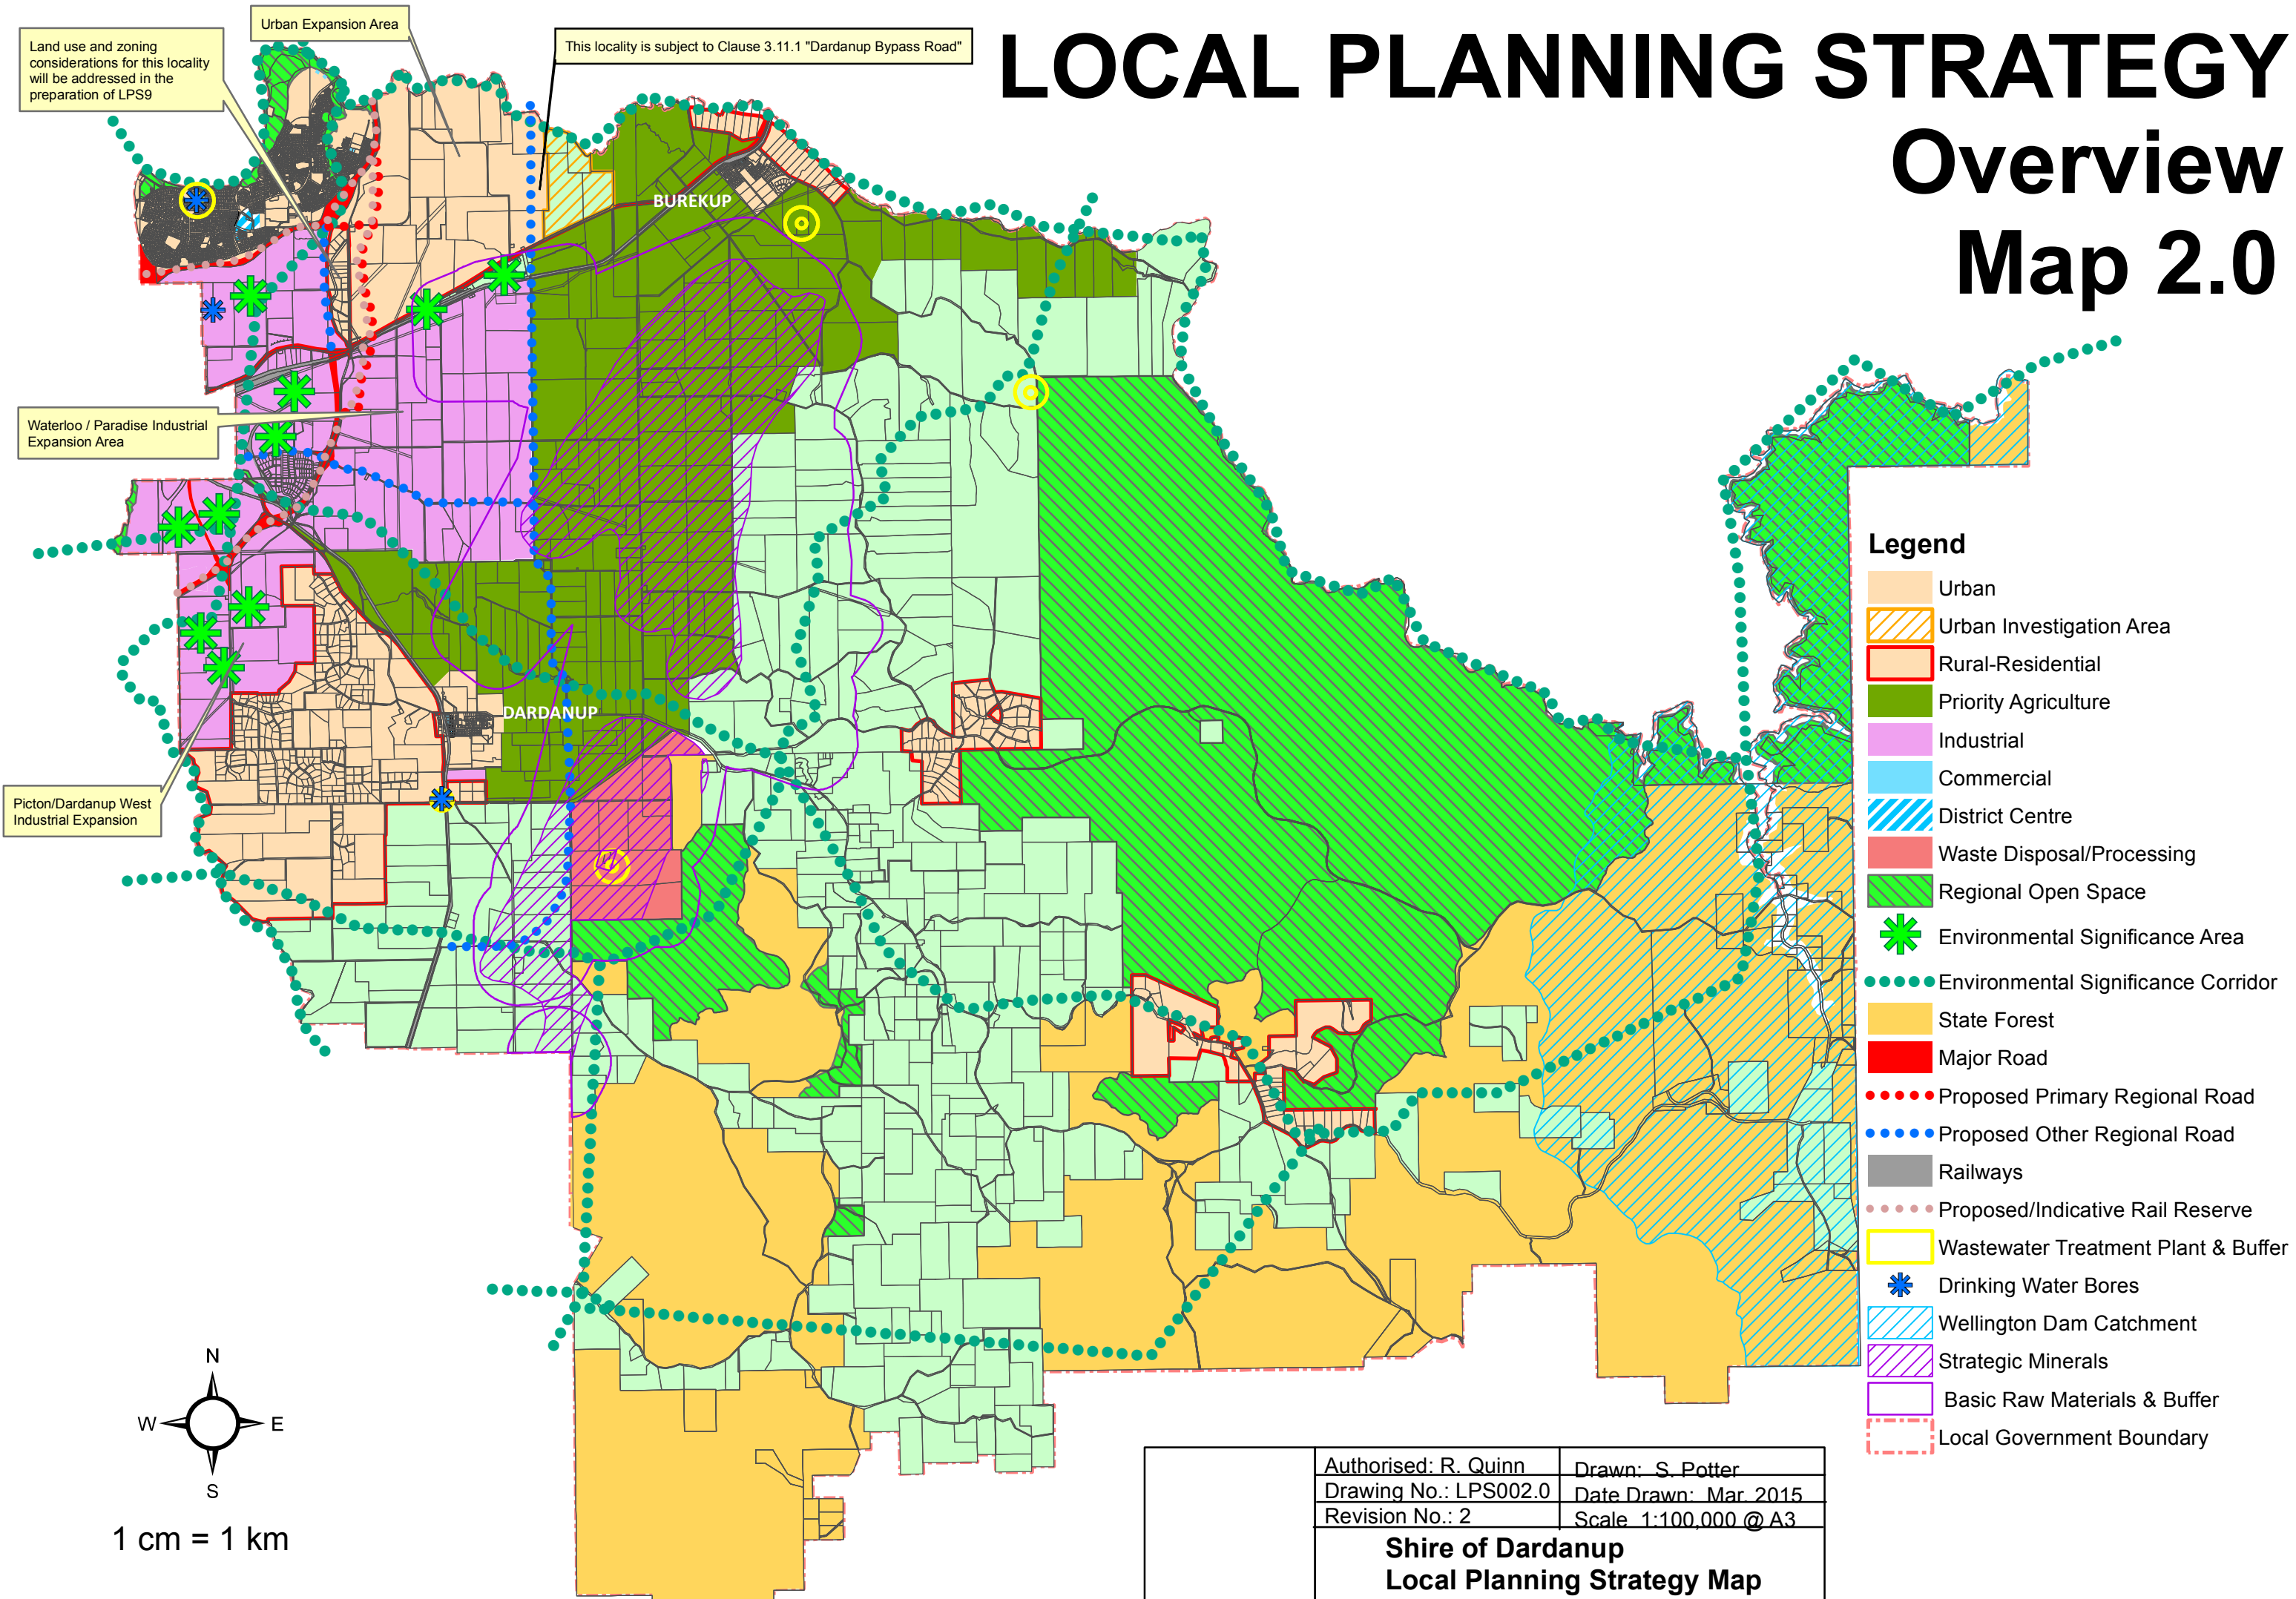 LOCAL PLANNING STRATEGY
Overview
Map 2.0
Urban Expansion Area
Land use and zoning
considerations for this locality
will be addressed in the
preparation of LPS9
This locality is subject to Clause 3.11.1 "Dardanup Bypass Road"
BUREKUP
Waterloo / Paradise Industrial
Expansion Area
DARDANUP
Picton/Dardanup West
Industrial Expansion
Legend
Urban
Urban Investigation Area
Rural-Residential
Priority Agriculture
Industrial
Commercial
District Centre
Waste Disposal/Processing
Regional Open Space
Environmental Significance Area
Environmental Significance Corridor
State Forest
Major Road
Proposed Primary Regional Road
Proposed Other Regional Road
Railways
Proposed/Indicative Rail Reserve
Wastewater Treatment Plant & Buffer
Drinking Water Bores
Wellington Dam Catchment
Strategic Minerals
Basic Raw Materials & Buffer
Local Government Boundary
N
W E
S
1 cm = 1 km
Authorised: R. Quinn
Drawn: S. Potter
Drawing No.: LPS002.0
Date Drawn: Mar. 2015
Revision No.: 2
Scale 1:100,000 @ A3
Shire of Dardanup
Local Planning Strategy Map